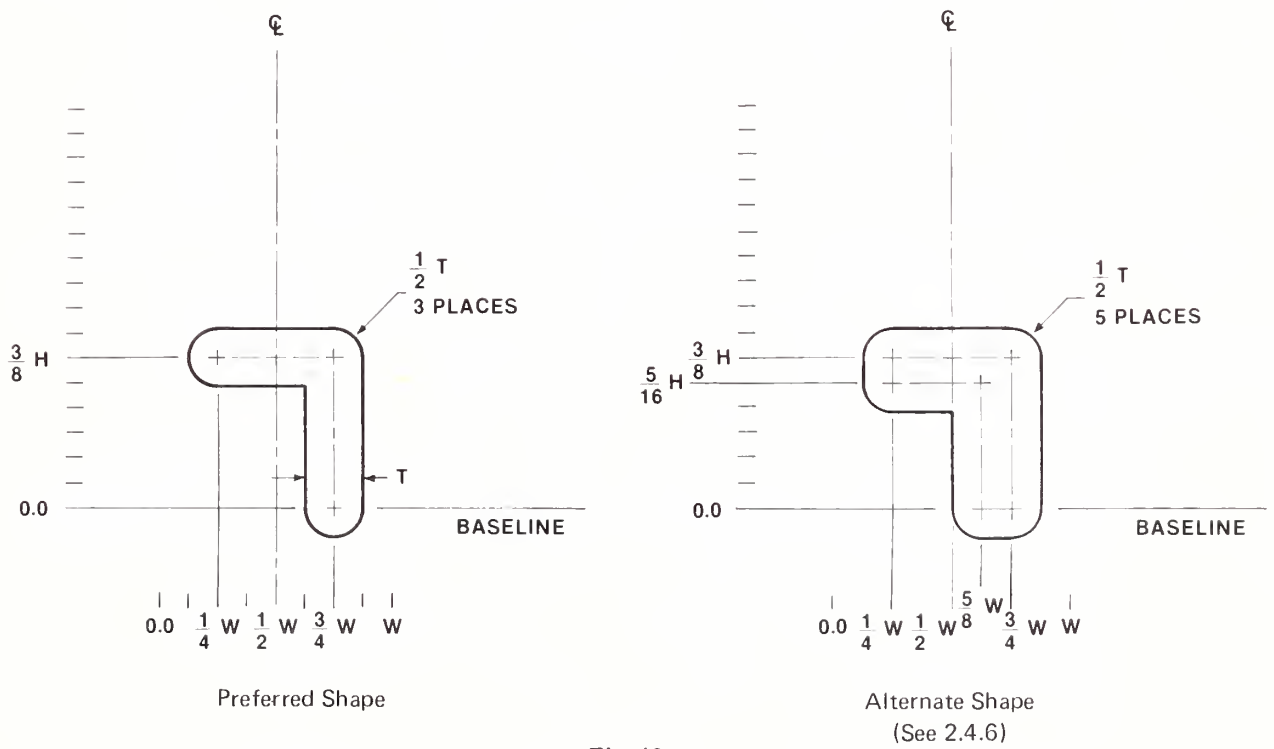 ℄
1/2 T
3 PLACES
3/8 H
T
0.0
BASELINE
0.0 1/4 W 1/2 W 3/4 W W
Preferred Shape
℄
1/2 T
5 PLACES
3/8 H
5/16 H
0.0
BASELINE
0.0 1/4 W 1/2 W 5/8 W 3/4 W W
Alternate Shape
(See 2.4.6)